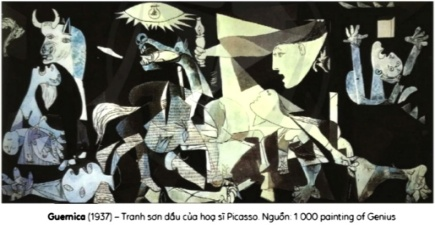 Guernica (1937) – Tranh sơn dầu của hoạ sĩ Picasso. Nguồn: 1 000 painting of Genius